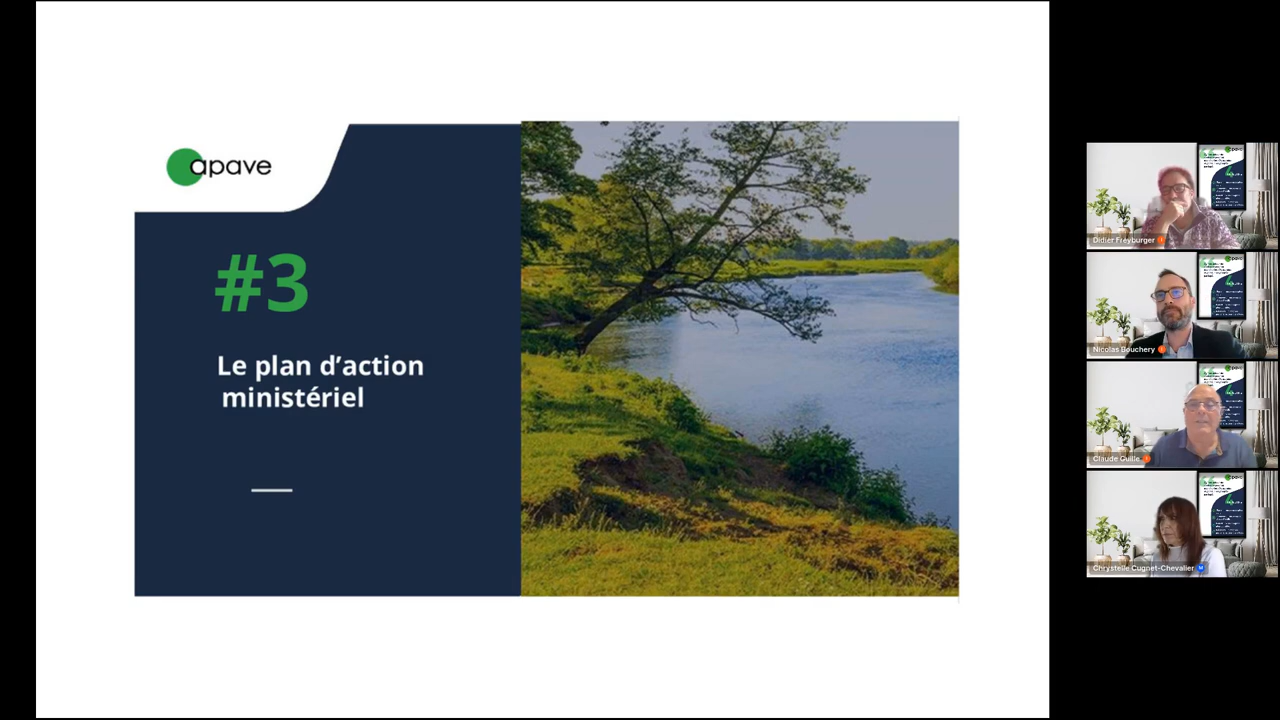 apave
#3
Le plan d’action
ministériel
Didier Freyburger
Nicolas Bouchery
Claude Guille
Chrystelle Cugnet-Chevalier